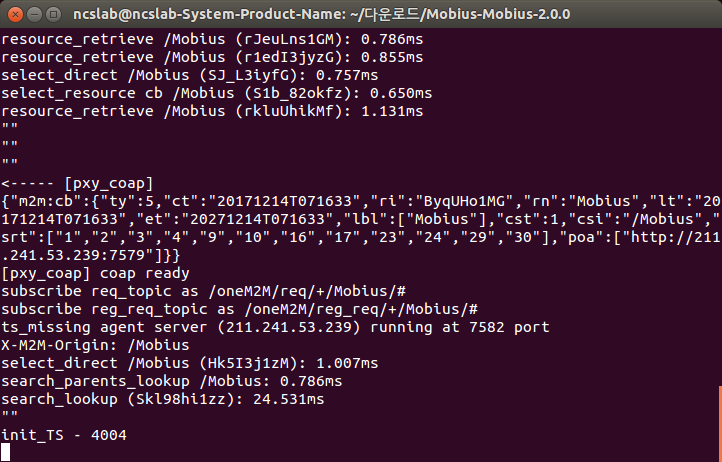 ncslab@ncslab-System-Product-Name: ~/다운로드/Mobius-Mobius-2.0.0
resource_retrieve /Mobius (rJeuLns1GM): 0.786ms
resource_retrieve /Mobius (r1edI3jyzG): 0.855ms
select_direct /Mobius (SJ_L3iyfG): 0.757ms
select_resource cb /Mobius (S1b_82okfz): 0.650ms
resource_retrieve /Mobius (rkluUhikMf): 1.131ms
""
""
""
<----- [pxy_coap]
{"m2m:cb":{"ty":5,"ct":"20171214T071633","ri":"ByqUHo1MG","rn":"Mobius","lt":"20
171214T071633","et":"20271214T071633","lbl":["Mobius"],"cst":1,"csi":"/Mobius","
srt":["1","2","3","4","9","10","16","17","23","24","29","30"],"poa":["http://211
.241.53.239:7579"]}}
[pxy_coap] coap ready
subscribe req_topic as /oneM2M/req/+/Mobius/#
subscribe reg_req_topic as /oneM2M/reg_req/+/Mobius/#
ts_missing agent server (211.241.53.239) running at 7582 port
X-M2M-Origin: /Mobius
select_direct /Mobius (Hk5I3j1zM): 1.007ms
search_parents_lookup /Mobius: 0.786ms
search_lookup (Skl98hi1zz): 24.531ms
""
init_TS - 4004